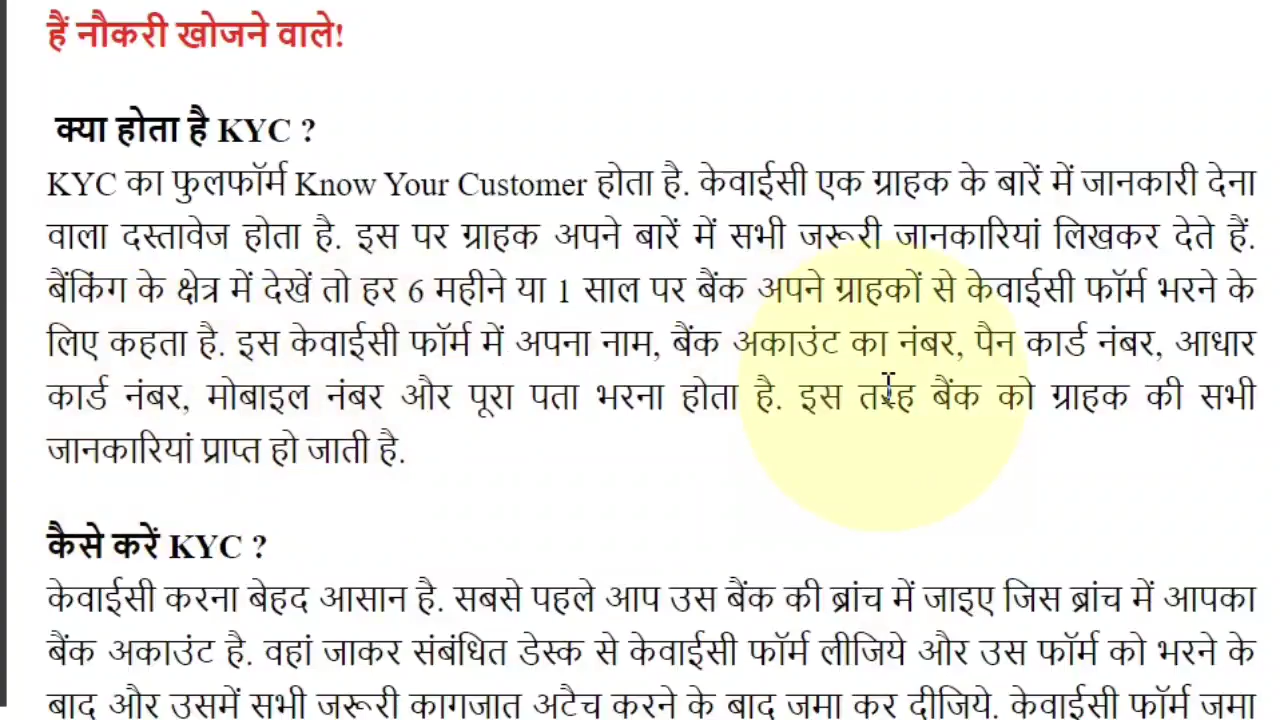 हैं नौकरी खोजने वाले!
क्या होता है KYC ?
KYC का फुलफॉर्म Know Your Customer होता है. केवाईसी एक ग्राहक के बारें में जानकारी देना
वाला दस्तावेज होता है. इस पर ग्राहक अपने बारें में सभी जरूरी जानकारियां लिखकर देते हैं.
बैंकिंग के क्षेत्र में देखें तो हर 6 महीने या 1 साल पर बैंक अपने ग्राहकों से केवाईसी फॉर्म भरने के
लिए कहता है. इस केवाईसी फॉर्म में अपना नाम, बैंक अकाउंट का नंबर, पैन कार्ड नंबर, आधार
कार्ड नंबर, मोबाइल नंबर और पूरा पता भरना होता है. इस तरह बैंक को ग्राहक की सभी
जानकारियां प्राप्त हो जाती है.
कैसे करें KYC ?
केवाईसी करना बेहद आसान है. सबसे पहले आप उस बैंक की ब्रांच में जाइए जिस ब्रांच में आपका
बैंक अकाउंट है. वहां जाकर संबंधित डेस्क से केवाईसी फॉर्म लीजिये और उस फॉर्म को भरने के
बाद और उसमें सभी जरूरी कागजात अटैच करने के बाद जमा कर दीजिये. केवाईसी फॉर्म जमा